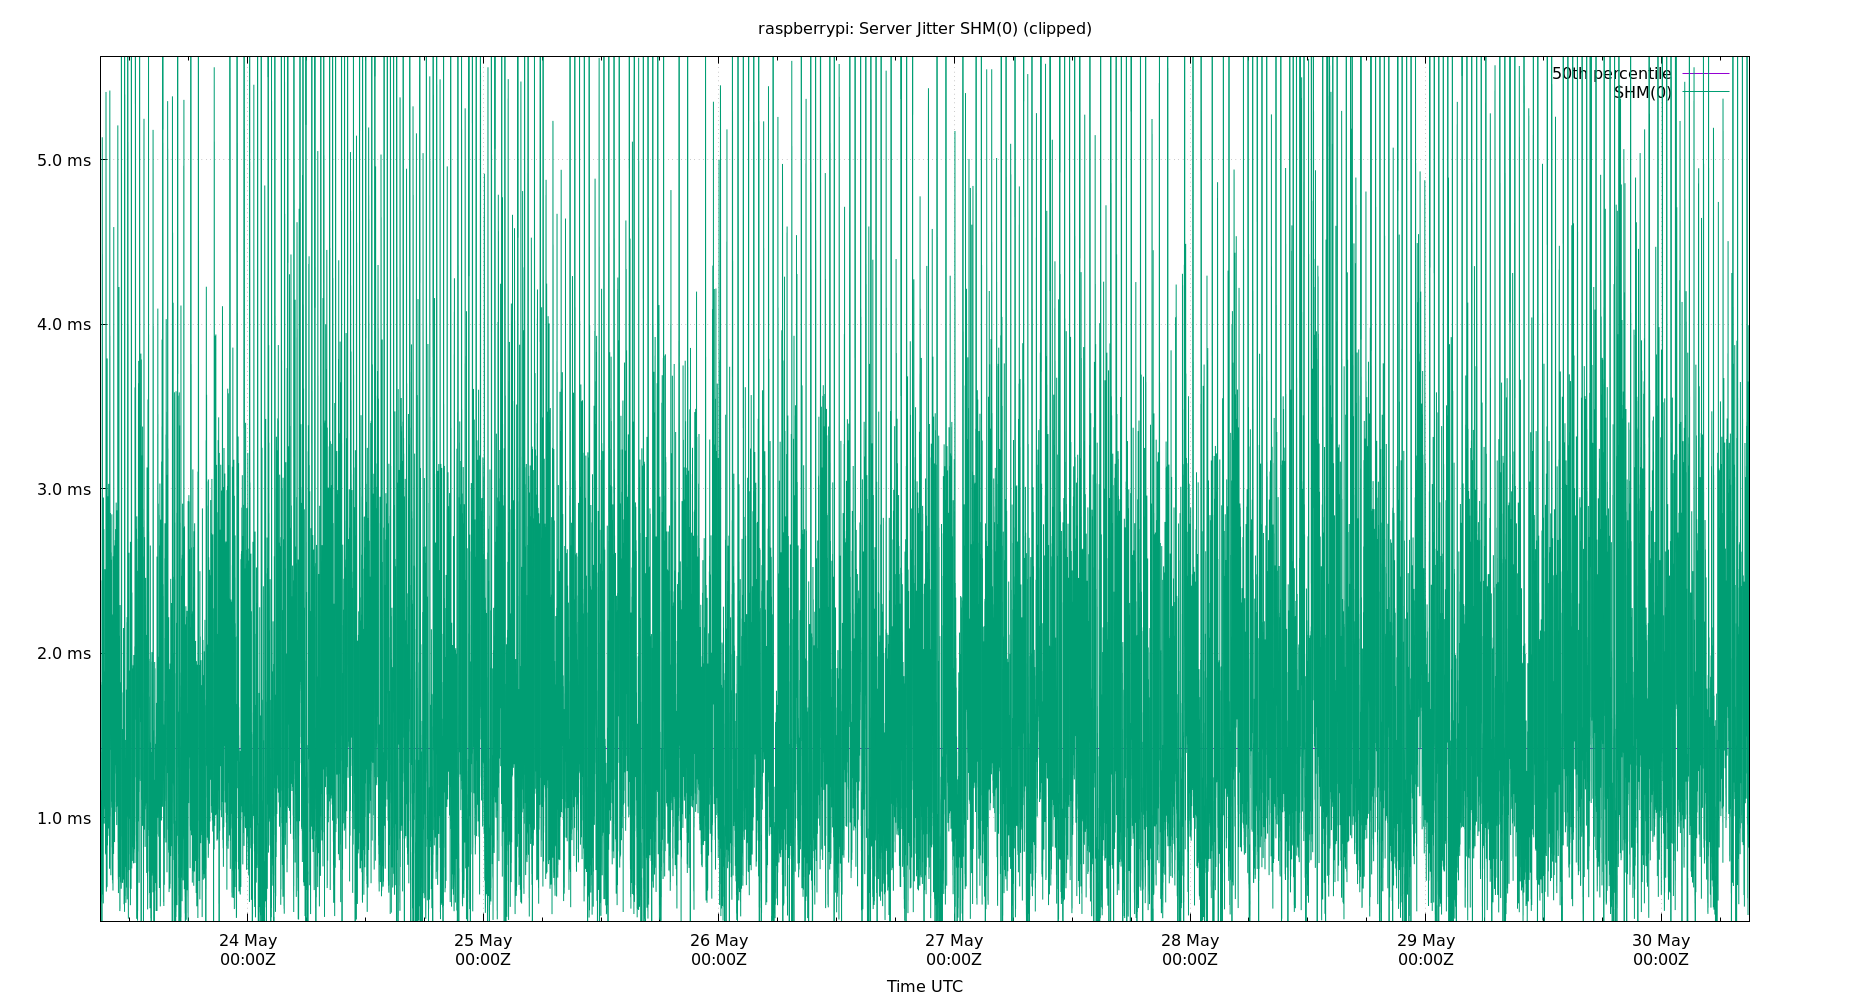 raspberrypi: Server Jitter SHM(0) (clipped)
50th percentile
SHM(0)
5.0 ms
4.0 ms
3.0 ms
2.0 ms
1.0 ms
24 May 25 May 26 May 27 May 28 May 29 May 30 May
00:00Z 00:00Z 00:00Z 00:00Z 00:00Z 00:00Z 00:00Z
Time UTC